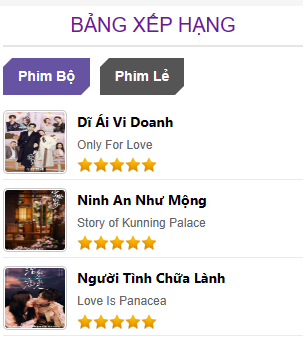 BẢNG XẾP HẠNG
Phim Bộ
Phim Lẻ
Dĩ Ái Vi Doanh
Only For Love
Ninh An Như Mộng
Story of Kunning Palace
Người Tình Chữa Lành
Love Is Panacea